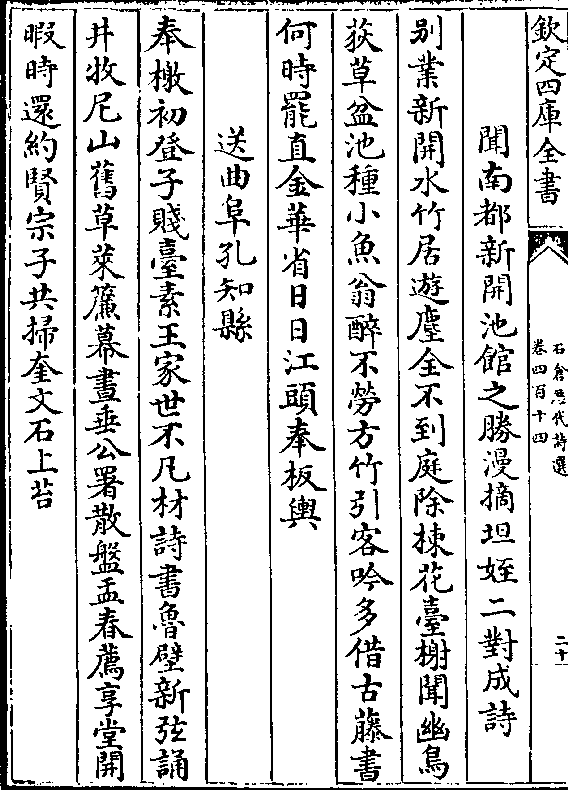 欽定四庫全書
石倉歷代詩選
卷四百十四
二十
聞南都新開池館之勝漫摘坦姪二對成詩
别業新開水竹居遊塵全不到庭除揀花臺榭聞幽鳥
荻草盆池種小魚翁醉不勞方竹引客吟多借古藤書
何時罷直金華省日日江頭奉板輿
送曲阜孔知縣
奉檄初登子賤臺素王家世不凡材詩書魯壁新弦誦
井牧尼山舊草萊簾幕晝垂公署散盤盂春薦享堂開
暇時還約賢宗子共掃奎文石上苔